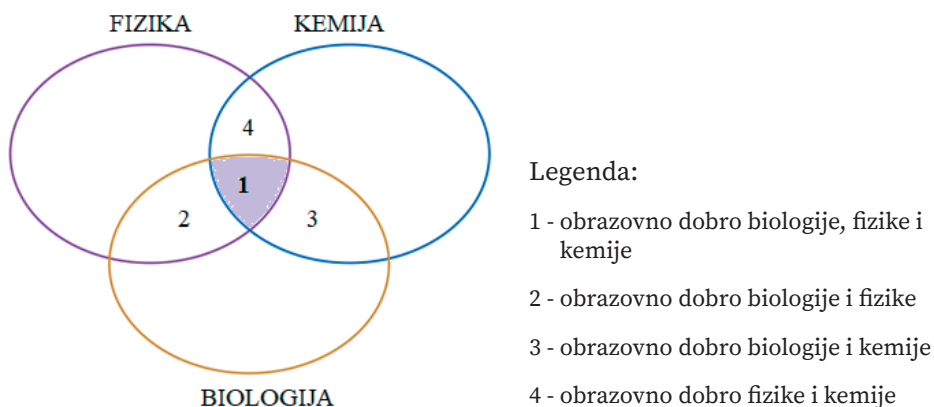 FIZIKA
KEMIJA
4
1
2
3
BIOLOGIJA
Legenda:
1 - obrazovno dobro biologije, fizike i
kemije
2 - obrazovno dobro biologije i fizike
3 - obrazovno dobro biologije i kemije
4 - obrazovno dobro fizike i kemije